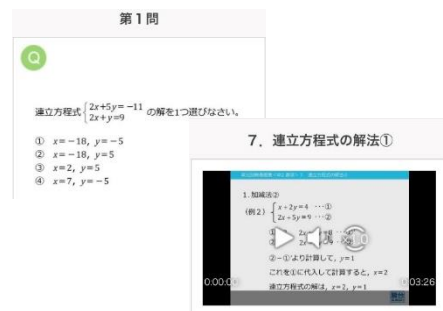 第1問
Q
連立方程式{2x+5y=-11
2x+y=9 の解を1つ選びなさい。
① x=-18, y=-5
② x=-18, y=5
③ x=2, y=5
④ x=7, y=-5
7. 連立方程式の解法①
1. 加減法②
(例2) { x+2y=4 …①
2x+5y=9 …②
②-①より計算して, y=1
これを①に代入して計算すると, x=2
連立方程式の解は, x=2, y=1
0:00:00
03:26